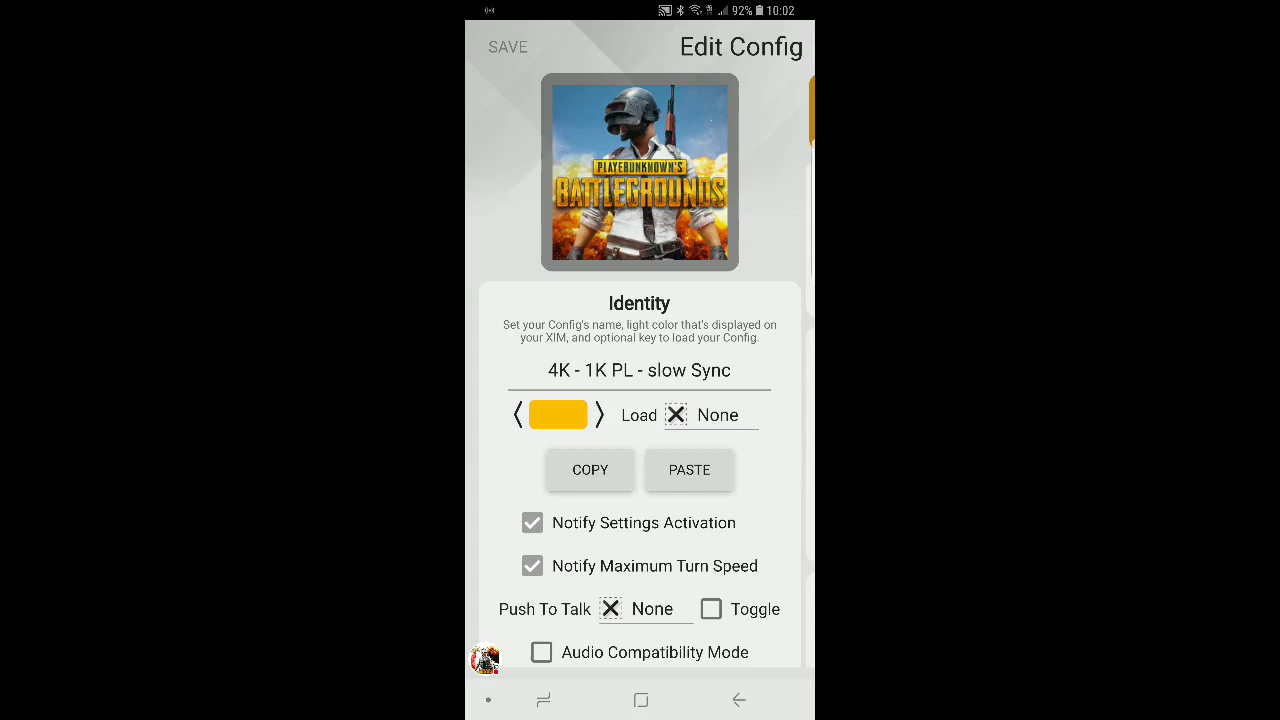 92% 10:02
SAVE Edit Config
PLAYERUNKNOWN'S
BATTLEGROUNDS
Identity
Set your Config's name, light color that's displayed on
your XIM, and optional key to load your Config.
4K - 1K PL - slow Sync
Load None
COPY PASTE
Notify Settings Activation
Notify Maximum Turn Speed
Push To Talk None Toggle
Audio Compatibility Mode